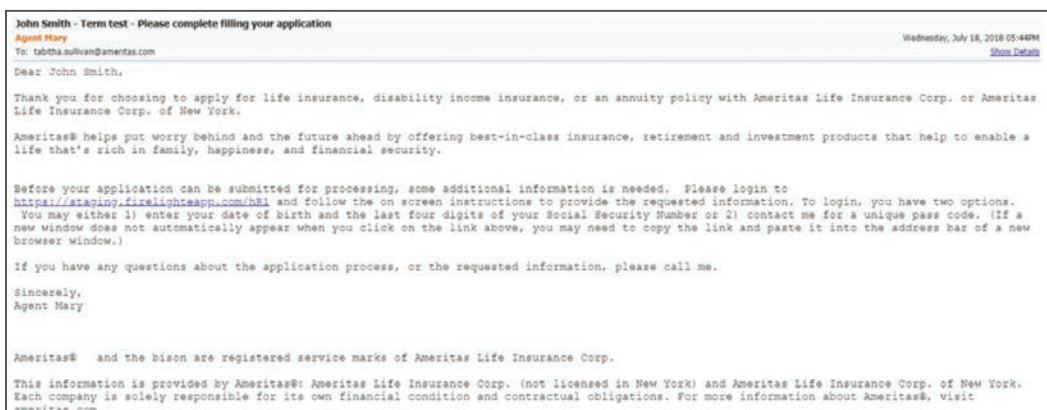 John Smith - Term test - Please complete filling your application
Agent Mary
Wednesday, July 18, 2018 05:44PM
To: tabitha.sullivan@ameritas.com
Show Details
Dear John Smith,
Thank you for choosing to apply for life insurance, disability income insurance, or an annuity policy with Ameritas Life Insurance Corp. or Ameritas
Life Insurance Corp. of New York.
Ameritas® helps put worry behind and the future ahead by offering best-in-class insurance, retirement and investment products that help to enable a
life that's rich in family, happiness, and financial security.
Before your application can be submitted for processing, some additional information is needed.  Please login to
https://staging.firelighteapp.com/hR1 and follow the on screen instructions to provide the requested information. To login, you have two options.
You may either 1) enter your date of birth and the last four digits of your Social Security Number or 2) contact me for a unique pass code. (If a
new window does not automatically appear when you click on the link above, you may need to copy the link and paste it into the address bar of a new
browser window.)
If you have any questions about the application process, or the requested information, please call me.
Sincerely,
Agent Mary
Ameritas®  and the bison are registered service marks of Ameritas Life Insurance Corp.
This information is provided by Ameritas®: Ameritas Life Insurance Corp. (not licensed in New York) and Ameritas Life Insurance Corp. of New York.
Each company is solely responsible for its own financial condition and contractual obligations. For more information about Ameritas®, visit
ameritas.com